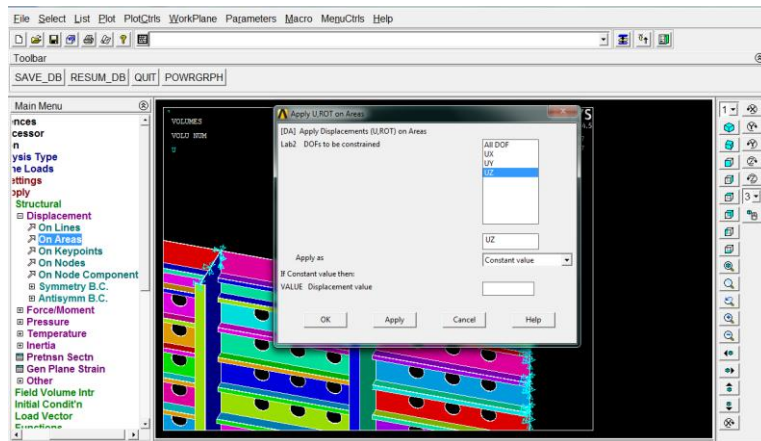 File Select List Plot PlotCtrls WorkPlane Parameters Macro MenuCtrls Help
Toolbar
SAVE_DB RESUM_DB QUIT POWRGRPH
Main Menu
nces
cessor
n
ysis Type
ne Loads
ettings
pply
Structural
Displacement
On Lines
On Areas
On Keypoints
On Nodes
On Node Component
Symmetry B.C.
Antisymm B.C.
Force/Moment
Pressure
Temperature
Inertia
Pretnsn Sectn
Gen Plane Strain
Other
Field Volume Intr
Initial Condit'n
Load Vector
Functions
VOLUMES
VOLU NUM
U
S
Apply U,ROT on Areas
[DA] Apply Displacements (U,ROT) on Areas
Lab2 DOFs to be constrained
All DOF
UX
UY
UZ
UZ
Apply as
Constant value
If Constant value then:
VALUE Displacement value
OK Apply Cancel Help
1
3